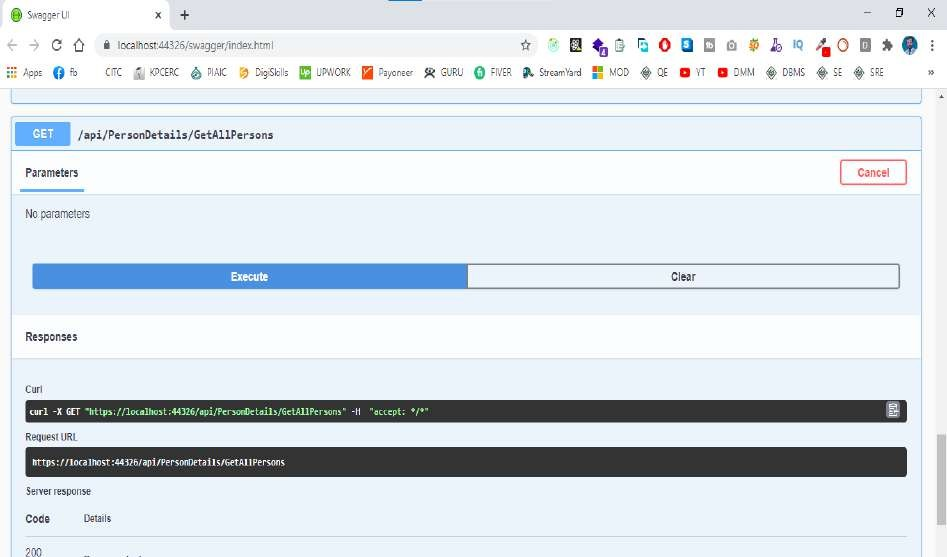 Swagger UI
localhost:44326/swagger/index.html
Apps fb CITC KPCERC PIAIC DigiSkills UPWORK Payoneer GURU FIVER StreamYard MOD QE YT DMM DBMS SE SRE »
GET /api/PersonDetails/GetAllPersons
Parameters
Cancel
No parameters
Execute
Clear
Responses
Curl
curl -X GET "https://localhost:44326/api/PersonDetails/GetAllPersons" -H "accept: */*"
Request URL
https://localhost:44326/api/PersonDetails/GetAllPersons
Server response
Code Details
200